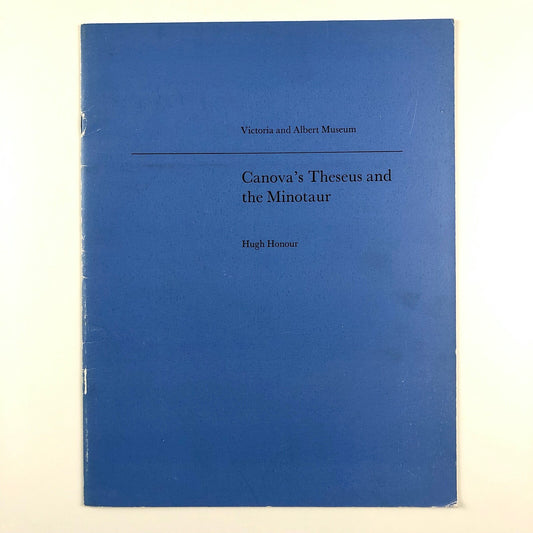 Victoria and Albert Museum
Canova's Theseus and
the Minotaur
Hugh Honour